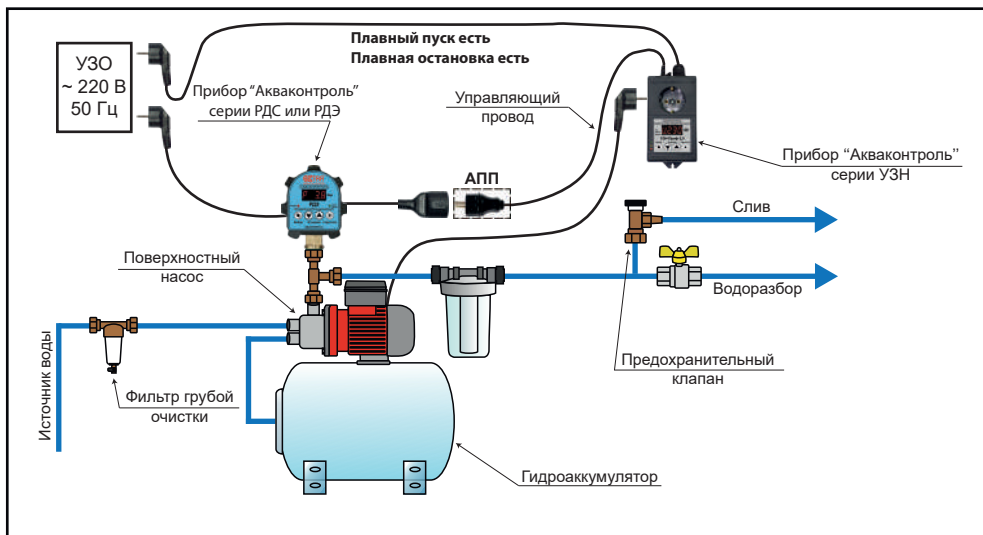 Плавный пуск есть
Плавная остановка есть
УЗО
~ 220 В
50 Гц
Прибор "Акваконтроль"
серии РДС или РДЭ
Управляющий
провод
Прибор "Акваконтроль"
серии УЗН
АПП
Слив
Поверхностный
насос
Водоразбор
Предохранительный
клапан
Источник воды
Фильтр грубой
очистки
Гидроаккумулятор